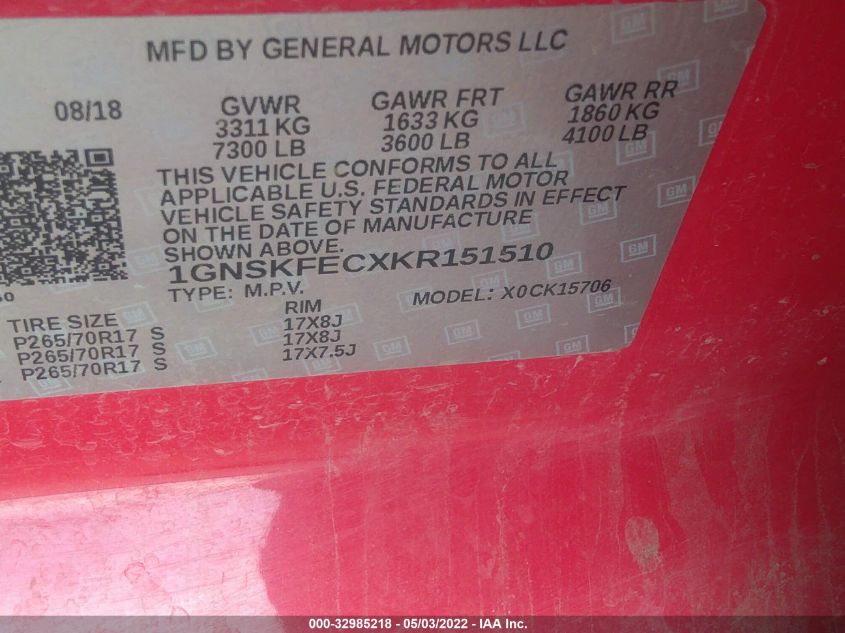 MFD BY GENERAL MOTORS LLC
08/18 GVWR GAWR FRT GAWR RR
3311 KG 1633 KG 1860 KG
7300 LB 3600 LB 4100 LB
THIS VEHICLE CONFORMS TO ALL
APPLICABLE U.S. FEDERAL MOTOR
VEHICLE SAFETY STANDARDS IN EFFECT
ON THE DATE OF MANUFACTURE
SHOWN ABOVE.
1GNSKFECXKR151510
TYPE: M.P.V. MODEL: X0CK15706
TIRE SIZE RIM
P265/70R17 S 17X8J
P265/70R17 S 17X8J
P265/70R17 S 17X7.5J
GM
000-32985218 - 05/03/2022 - IAA Inc.